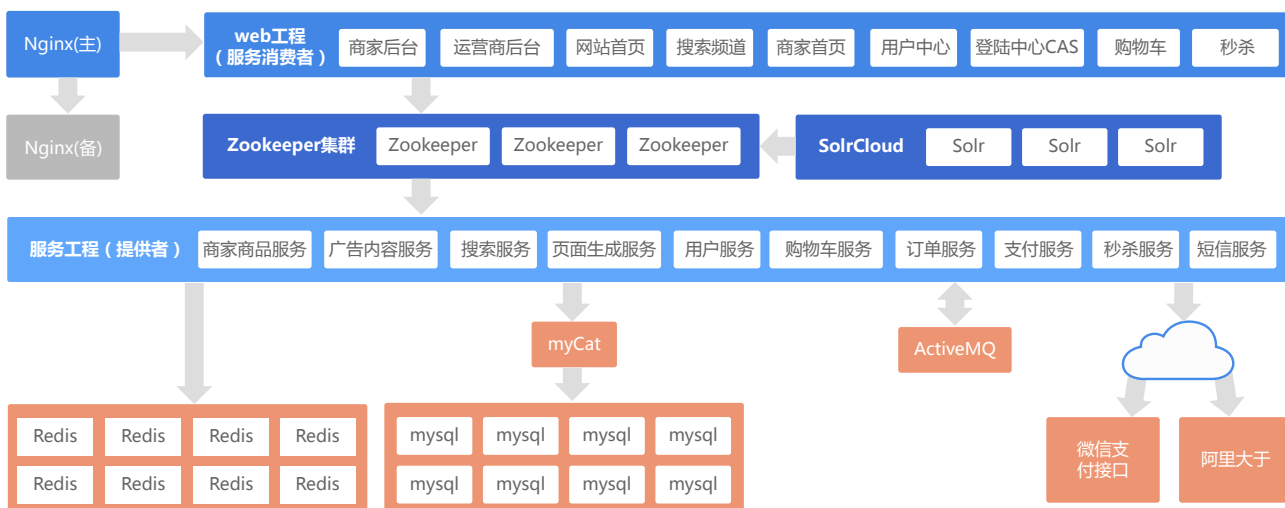 Nginx(主)
web工程
（服务消费者）
商家后台
运营商后台
网站首页
搜索频道
商家首页
用户中心
登陆中心CAS
购物车
秒杀
Nginx(备)
Zookeeper集群
Zookeeper
Zookeeper
Zookeeper
SolrCloud
Solr
Solr
Solr
服务工程（提供者）
商家商品服务
广告内容服务
搜索服务
页面生成服务
用户服务
购物车服务
订单服务
支付服务
秒杀服务
短信服务
myCat
ActiveMQ
Redis
Redis
Redis
Redis
Redis
Redis
Redis
Redis
mysql
mysql
mysql
mysql
mysql
mysql
mysql
mysql
微信支
付接口
阿里大于